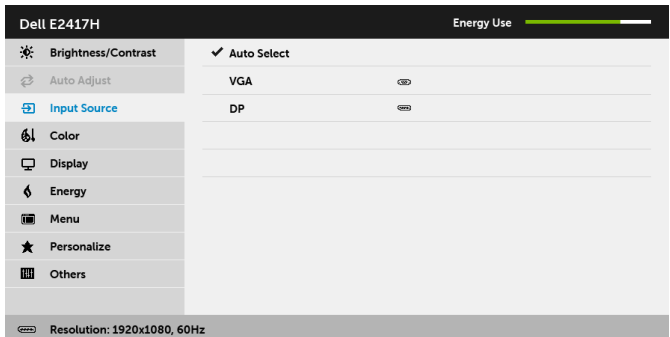 Dell E2417H
Energy Use
Brightness/Contrast
Auto Adjust
Input Source
Color
Display
Energy
Menu
Personalize
Others
Auto Select
VGA
DP
Resolution: 1920x1080, 60Hz